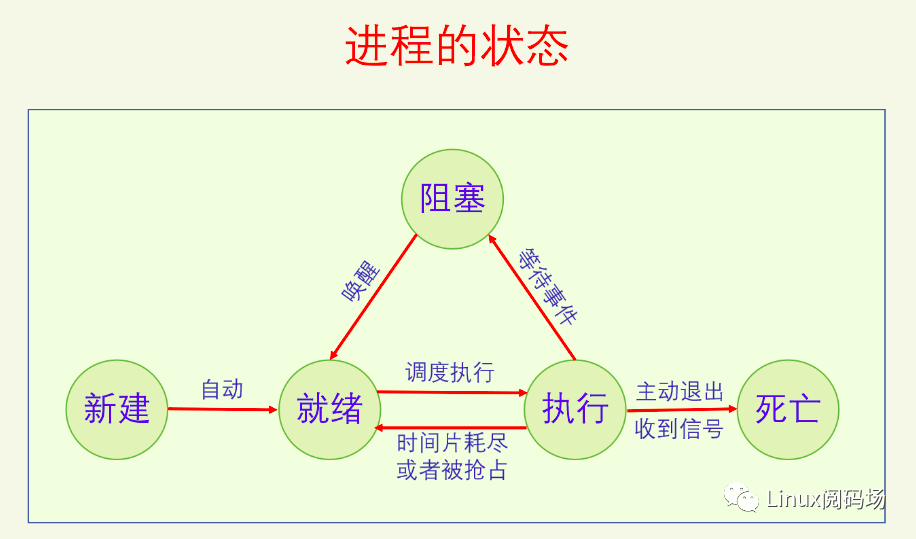 进程的状态
阻塞
唤醒
等待事件
新建
自动
就绪
调度执行
时间片耗尽
或者被抢占
执行
主动退出
收到信号
死亡
Linux阅码场